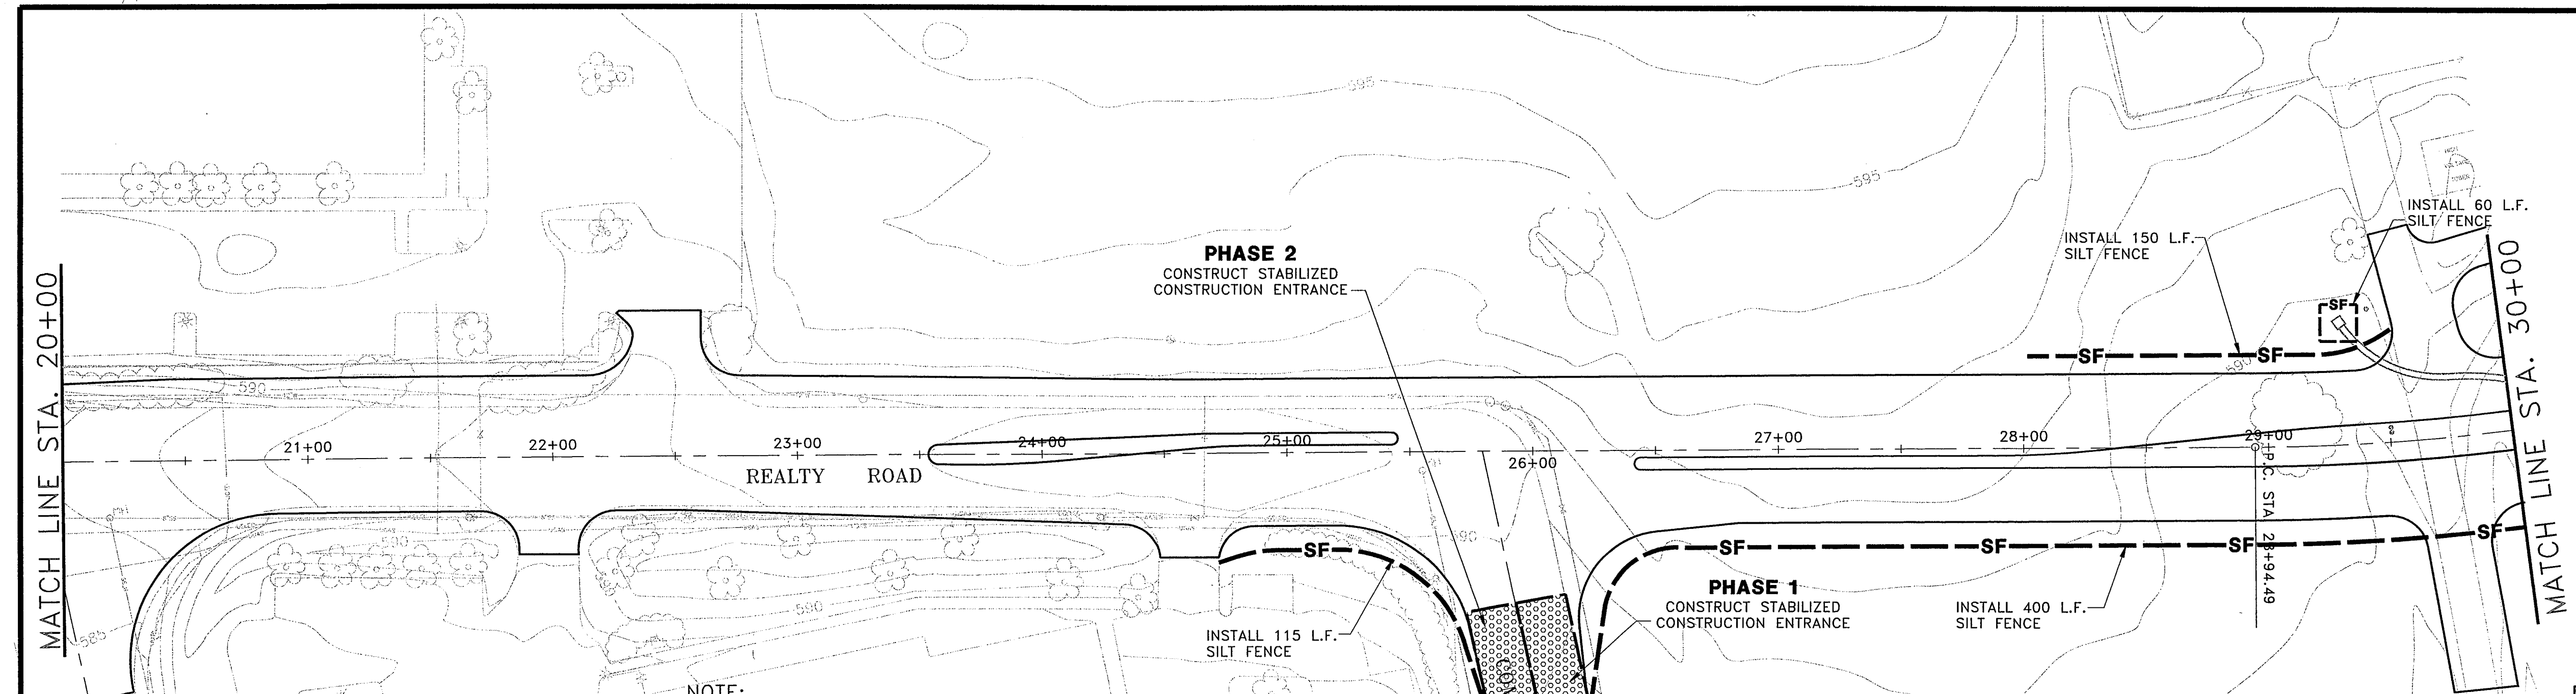 595
595
INSTALL 60 L.F.
SILT FENCE
INSTALL 150 L.F.
SILT FENCE
PHASE 2
CONSTRUCT STABILIZED
CONSTRUCTION ENTRANCE
MATCH LINE STA. 20+00
MATCH LINE STA. 30+00
SF
SF
SF
590
590
21+00
22+00
23+00
24+00
25+00
26+00
27+00
28+00
29+00
REALTY ROAD
P.C. STA 28+94.49
590
590
590
585
SF
SF
SF
SF
SF
PHASE 1
CONSTRUCT STABILIZED
CONSTRUCTION ENTRANCE
INSTALL 400 L.F.
SILT FENCE
INSTALL 115 L.F.
SILT FENCE
NOTE: